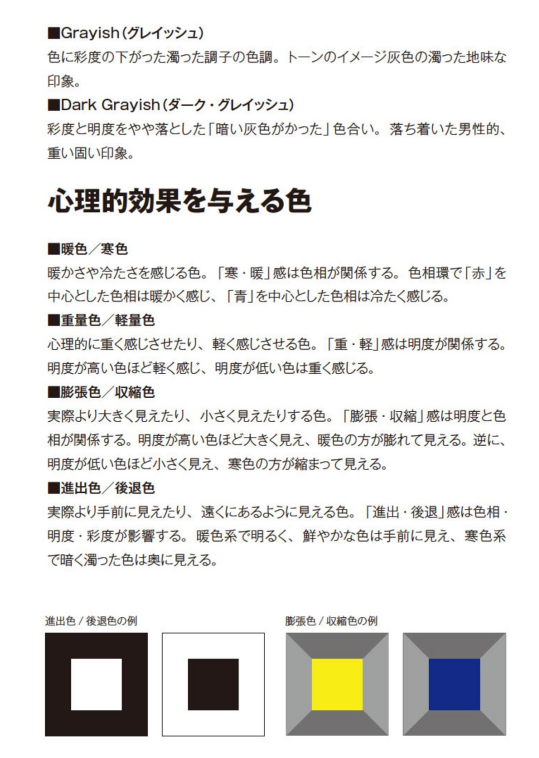 ■Grayish（グレイッシュ）
色に彩度の下がった濁った調子の色調。トーンのイメージ灰色の濁った地味な
印象。
■Dark Grayish（ダーク・グレイッシュ）
彩度と明度をやや落とした「暗い灰色がかった」色合い。落ち着いた男性的、
重い固い印象。
心理的効果を与える色
■暖色／寒色
暖かさや冷たさを感じる色。「寒・暖」感は色相が関係する。色相環で「赤」を
中心とした色相は暖かく感じ、「青」を中心とした色相は冷たく感じる。
■重量色／軽量色
心理的に重く感じさせたり、軽く感じさせる色。「重・軽」感は明度が関係する。
明度が高い色ほど軽く感じ、明度が低い色は重く感じる。
■膨張色／収縮色
実際より大きく見えたり、小さく見えたりする色。「膨張・収縮」感は明度と色
相が関係する。明度が高い色ほど大きく見え、暖色の方が膨れて見える。逆に、
明度が低い色ほど小さく見え、寒色の方が縮まって見える。
■進出色／後退色
実際より手前に見えたり、遠くにあるように見える色。「進出・後退」感は色相・
明度・彩度が影響する。暖色系で明るく、鮮やかな色は手前に見え、寒色系
で暗く濁った色は奥に見える。
進出色 / 後退色の例
膨張色 / 収縮色の例